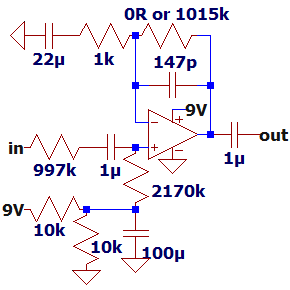 0R or 1015k
22µ
1k
147p
9V
−
+
+
−
in
out
997k
1µ
1µ
2170k
9V
10k
10k
100µ